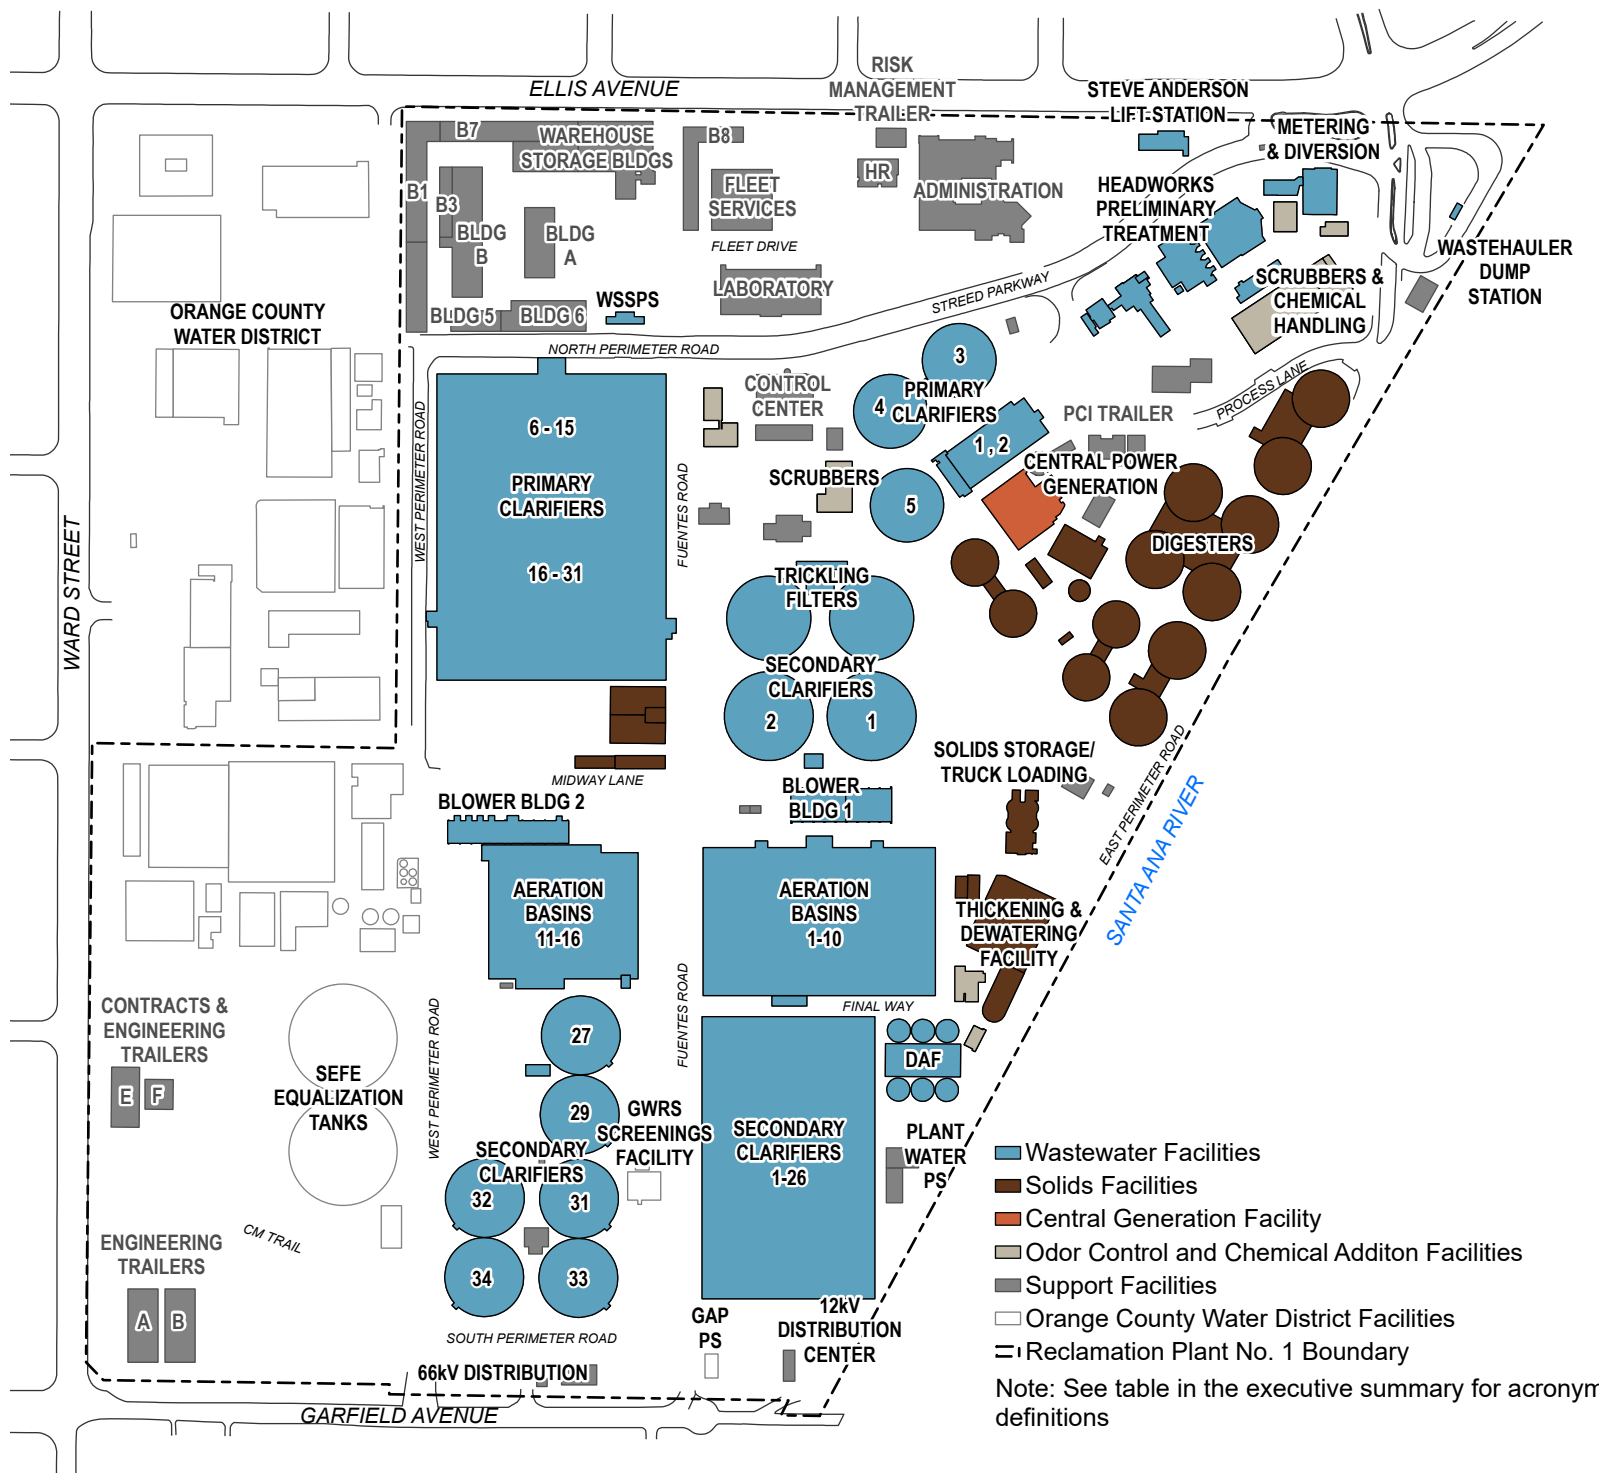 ELLIS AVENUE
RISK
MANAGEMENT
TRAILER
STEVE ANDERSON
LIFT STATION
METERING
& DIVERSION
B7
WAREHOUSE
STORAGE BLDGS
B8
B1
B3
BLDG
B
BLDG
A
FLEET
SERVICES
FLEET DRIVE
HR
ADMINISTRATION
HEADWORKS
PRELIMINARY
TREATMENT
WASTEHAULER
DUMP
STATION
SCRUBBERS &
CHEMICAL
HANDLING
LABORATORY
STREED PARKWAY
BLDG 5
BLDG 6
WSSPS
ORANGE COUNTY
WATER DISTRICT
NORTH PERIMETER ROAD
WEST PERIMETER ROAD
6 - 15
PRIMARY
CLARIFIERS
16 - 31
FUENTES ROAD
CONTROL
CENTER
3
4
PRIMARY
CLARIFIERS
1 , 2
5
PCI TRAILER
PROCESS LANE
SCRUBBERS
CENTRAL POWER
GENERATION
DIGESTERS
WARD STREET
TRICKLING
FILTERS
SECONDARY
CLARIFIERS
2
1
MIDWAY LANE
BLOWER BLDG 2
BLOWER
BLDG 1
SOLIDS STORAGE/
TRUCK LOADING
EAST PERIMETER ROAD
SANTA ANA RIVER
AERATION
BASINS
11-16
AERATION
BASINS
1-10
THICKENING &
DEWATERING
FACILITY
FINAL WAY
CONTRACTS &
ENGINEERING
TRAILERS
E
F
SEFE
EQUALIZATION
TANKS
WEST PERIMETER ROAD
FUENTES ROAD
27
29
GWRS
SCREENINGS
FACILITY
SECONDARY
CLARIFIERS
32
31
34
33
SECONDARY
CLARIFIERS
1-26
DAF
PLANT
WATER
PS
CM TRAIL
ENGINEERING
TRAILERS
A
B
SOUTH PERIMETER ROAD
66kV DISTRIBUTION
GAP
PS
12kV
DISTRIBUTION
CENTER
GARFIELD AVENUE
Wastewater Facilities
Solids Facilities
Central Generation Facility
Odor Control and Chemical Additon Facilities
Support Facilities
Orange County Water District Facilities
Reclamation Plant No. 1 Boundary
Note: See table in the executive summary for acronym
definitions